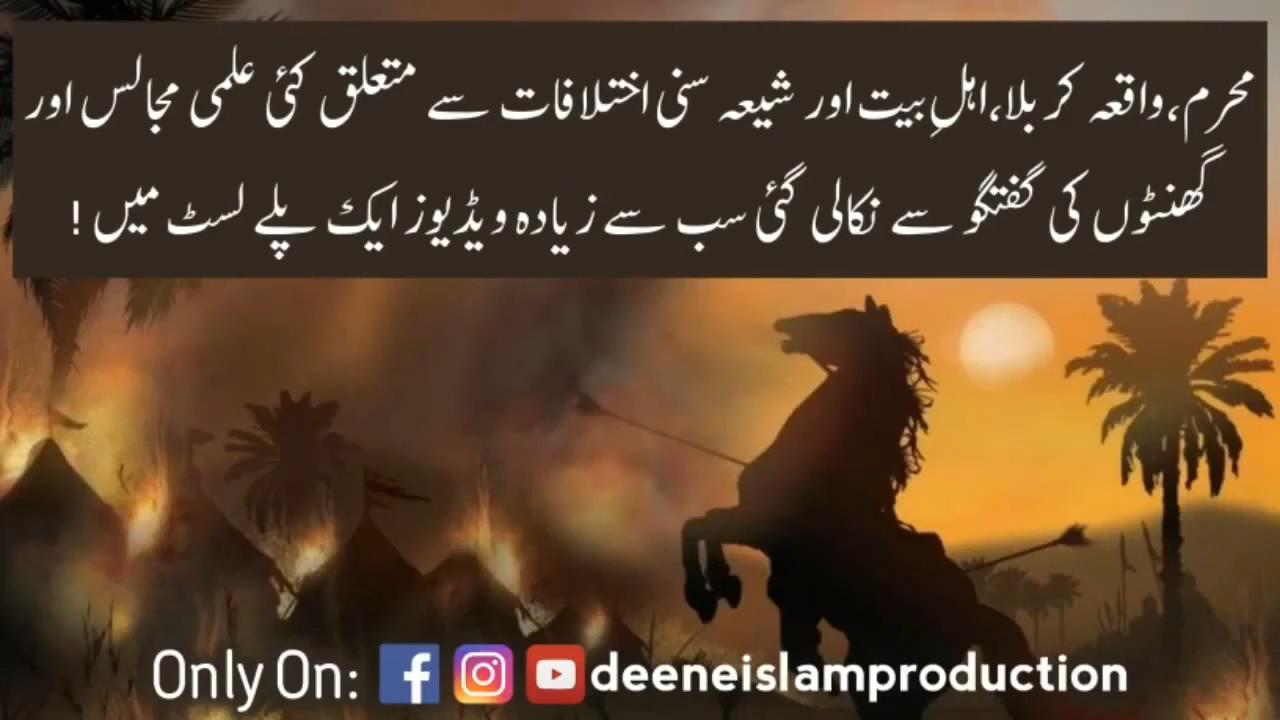 محرم، واقعہ کربلا، اہلِ بیت اور شیعہ سنی اختلافات سے متعلق کئی علمی مجالس اور
گھنٹوں کی گفتگو سے نکالی گئی سب سے زیادہ ویڈیوز ایک پلے لسٹ میں !
Only On: deeneislamproduction